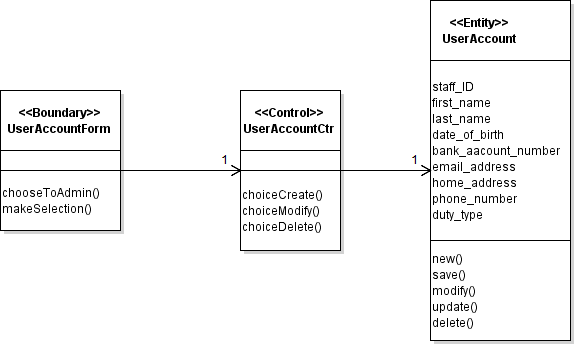 <<Boundary>>
UserAccountForm
chooseToAdmin()
makeSelection()
1
<<Control>>
UserAccountCtr
choiceCreate()
choiceModify()
choiceDelete()
1
<<Entity>>
UserAccount
staff_ID
first_name
last_name
date_of_birth
bank_aacount_number
email_address
home_address
phone_number
duty_type
new()
save()
modify()
update()
delete()